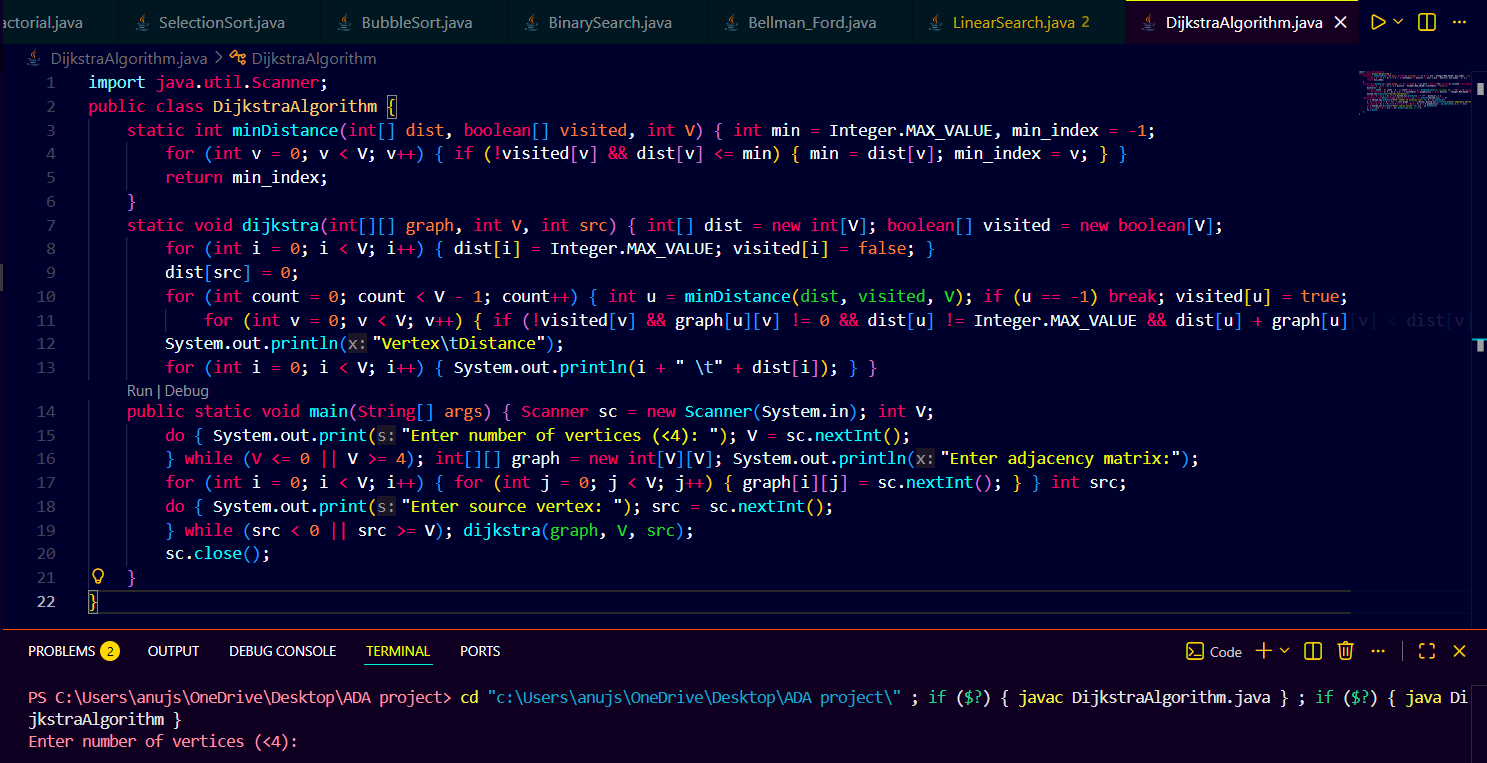 actorial.java SelectionSort.java BubbleSort.java BinarySearch.java Bellman_Ford.java LinearSearch.java 2 DijkstraAlgorithm.java
DijkstraAlgorithm.java > DijkstraAlgorithm
1 import java.util.Scanner;
2 public class DijkstraAlgorithm {
3 static int minDistance(int[] dist, boolean[] visited, int V) { int min = Integer.MAX_VALUE, min_index = -1;
4 for (int v = 0; v < V; v++) { if (!visited[v] && dist[v] <= min) { min = dist[v]; min_index = v; } }
5 return min_index;
6 }
7 static void dijkstra(int[][] graph, int V, int src) { int[] dist = new int[V]; boolean[] visited = new boolean[V];
8 for (int i = 0; i < V; i++) { dist[i] = Integer.MAX_VALUE; visited[i] = false; }
9 dist[src] = 0;
10 for (int count = 0; count < V - 1; count++) { int u = minDistance(dist, visited, V); if (u == -1) break; visited[u] = true;
11 for (int v = 0; v < V; v++) { if (!visited[v] && graph[u][v] != 0 && dist[u] != Integer.MAX_VALUE && dist[u] + graph[u][v] < dist[v]
12 System.out.println(x: "Vertex\tDistance");
13 for (int i = 0; i < V; i++) { System.out.println(i + " \t" + dist[i]); } }
Run | Debug
14 public static void main(String[] args) { Scanner sc = new Scanner(System.in); int V;
15 do { System.out.print(s: "Enter number of vertices (<4): "); V = sc.nextInt();
16 } while (V <= 0 || V >= 4); int[][] graph = new int[V][V]; System.out.println(x: "Enter adjacency matrix:");
17 for (int i = 0; i < V; i++) { for (int j = 0; j < V; j++) { graph[i][j] = sc.nextInt(); } } int src;
18 do { System.out.print(s: "Enter source vertex: "); src = sc.nextInt();
19 } while (src < 0 || src >= V); dijkstra(graph, V, src);
20 sc.close();
21 }
22 }
PROBLEMS 2 OUTPUT DEBUG CONSOLE TERMINAL PORTS Code
PS C:\Users\anujs\OneDrive\Desktop\ADA project> cd "c:\Users\anujs\OneDrive\Desktop\ADA project\" ; if ($?) { javac DijkstraAlgorithm.java } ; if ($?) { java Di
jkstraAlgorithm }
Enter number of vertices (<4):